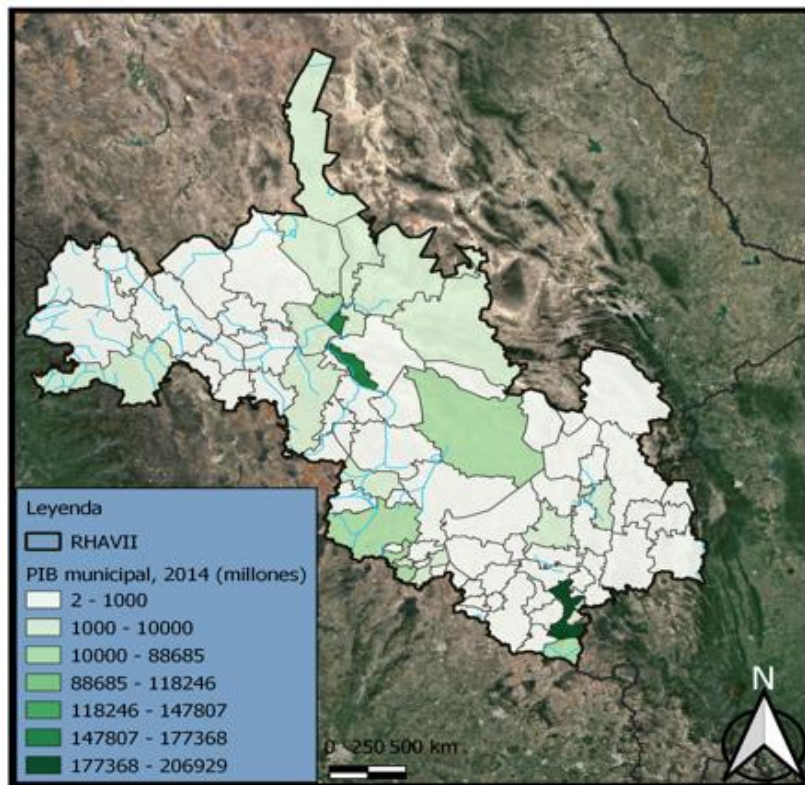 Leyenda
RHAVII
PIB municipal, 2014 (millones)
2 - 1000
1000 - 10000
10000 - 88685
88685 - 118246
118246 - 147807
147807 - 177368
177368 - 206929
0 250 500 km
N